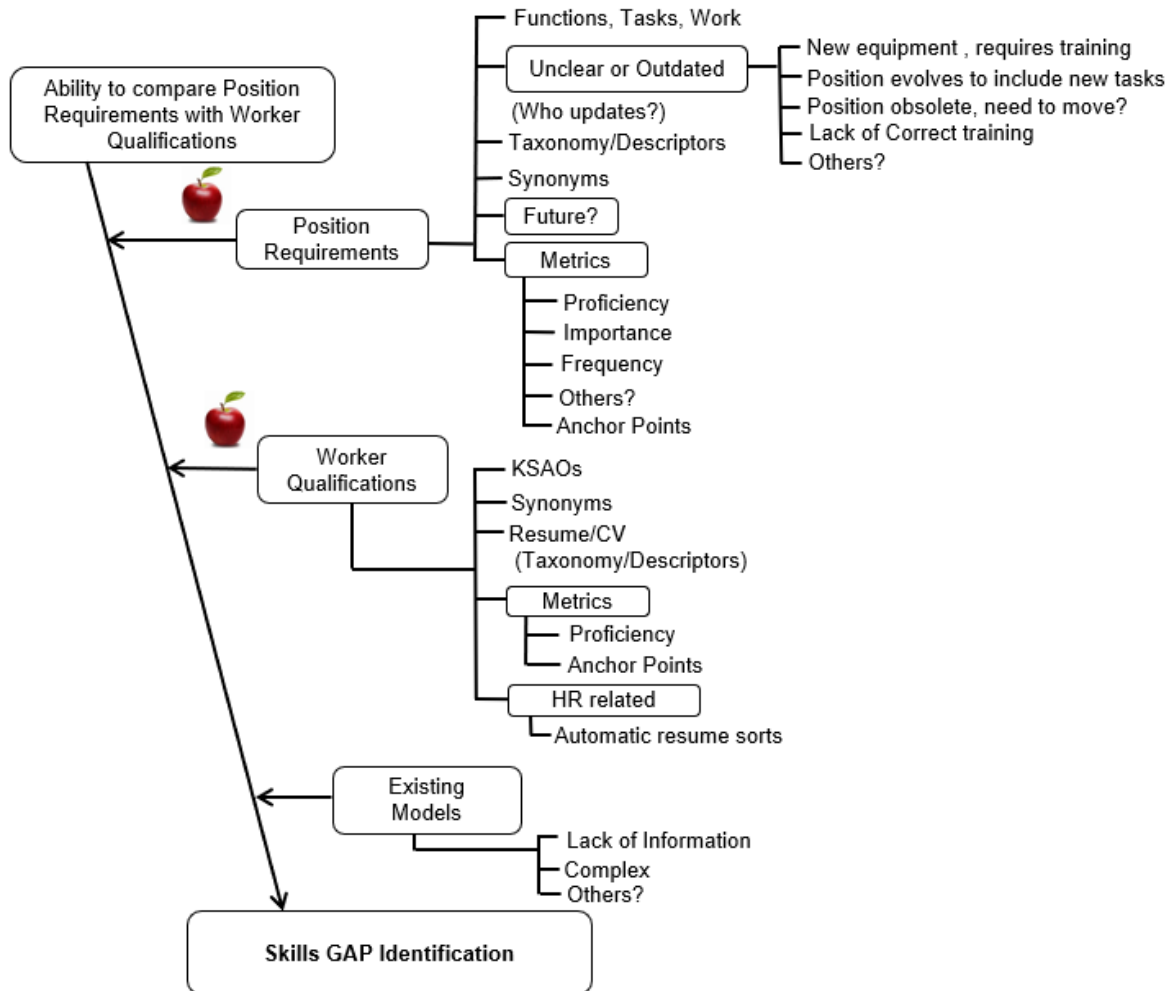 Ability to compare Position
Requirements with Worker
Qualifications
Position
Requirements
Functions, Tasks, Work
Unclear or Outdated
(Who updates?)
New equipment , requires training
Position evolves to include new tasks
Position obsolete, need to move?
Lack of Correct training
Others?
Taxonomy/Descriptors
Synonyms
Future?
Metrics
Proficiency
Importance
Frequency
Others?
Anchor Points
Worker
Qualifications
KSAOs
Synonyms
Resume/CV
(Taxonomy/Descriptors)
Metrics
Proficiency
Anchor Points
HR related
Automatic resume sorts
Existing
Models
Lack of Information
Complex
Others?
Skills GAP Identification